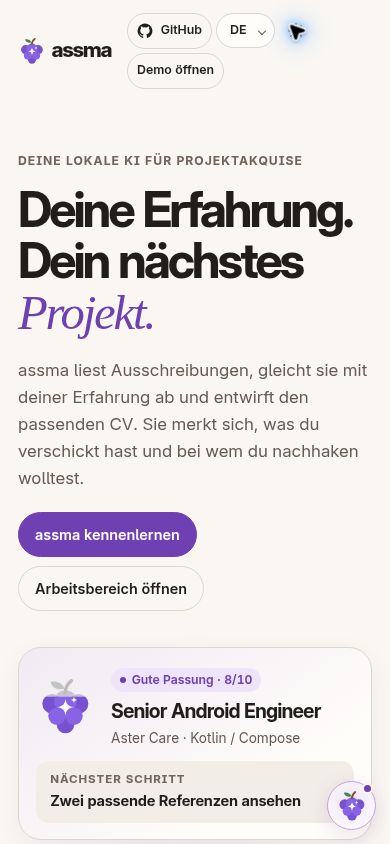 assma
GitHub
DE
Demo öffnen
DEINE LOKALE KI FÜR PROJEKTAKQUISE
Deine Erfahrung.
Dein nächstes
Projekt.
assma liest Ausschreibungen, gleicht sie mit
deiner Erfahrung ab und entwirft den
passenden CV. Sie merkt sich, was du
verschickt hast und bei wem du nachhaken
wolltest.
assma kennenlernen
Arbeitsbereich öffnen
Gute Passung · 8/10
Senior Android Engineer
Aster Care · Kotlin / Compose
NÄCHSTER SCHRITT
Zwei passende Referenzen ansehen